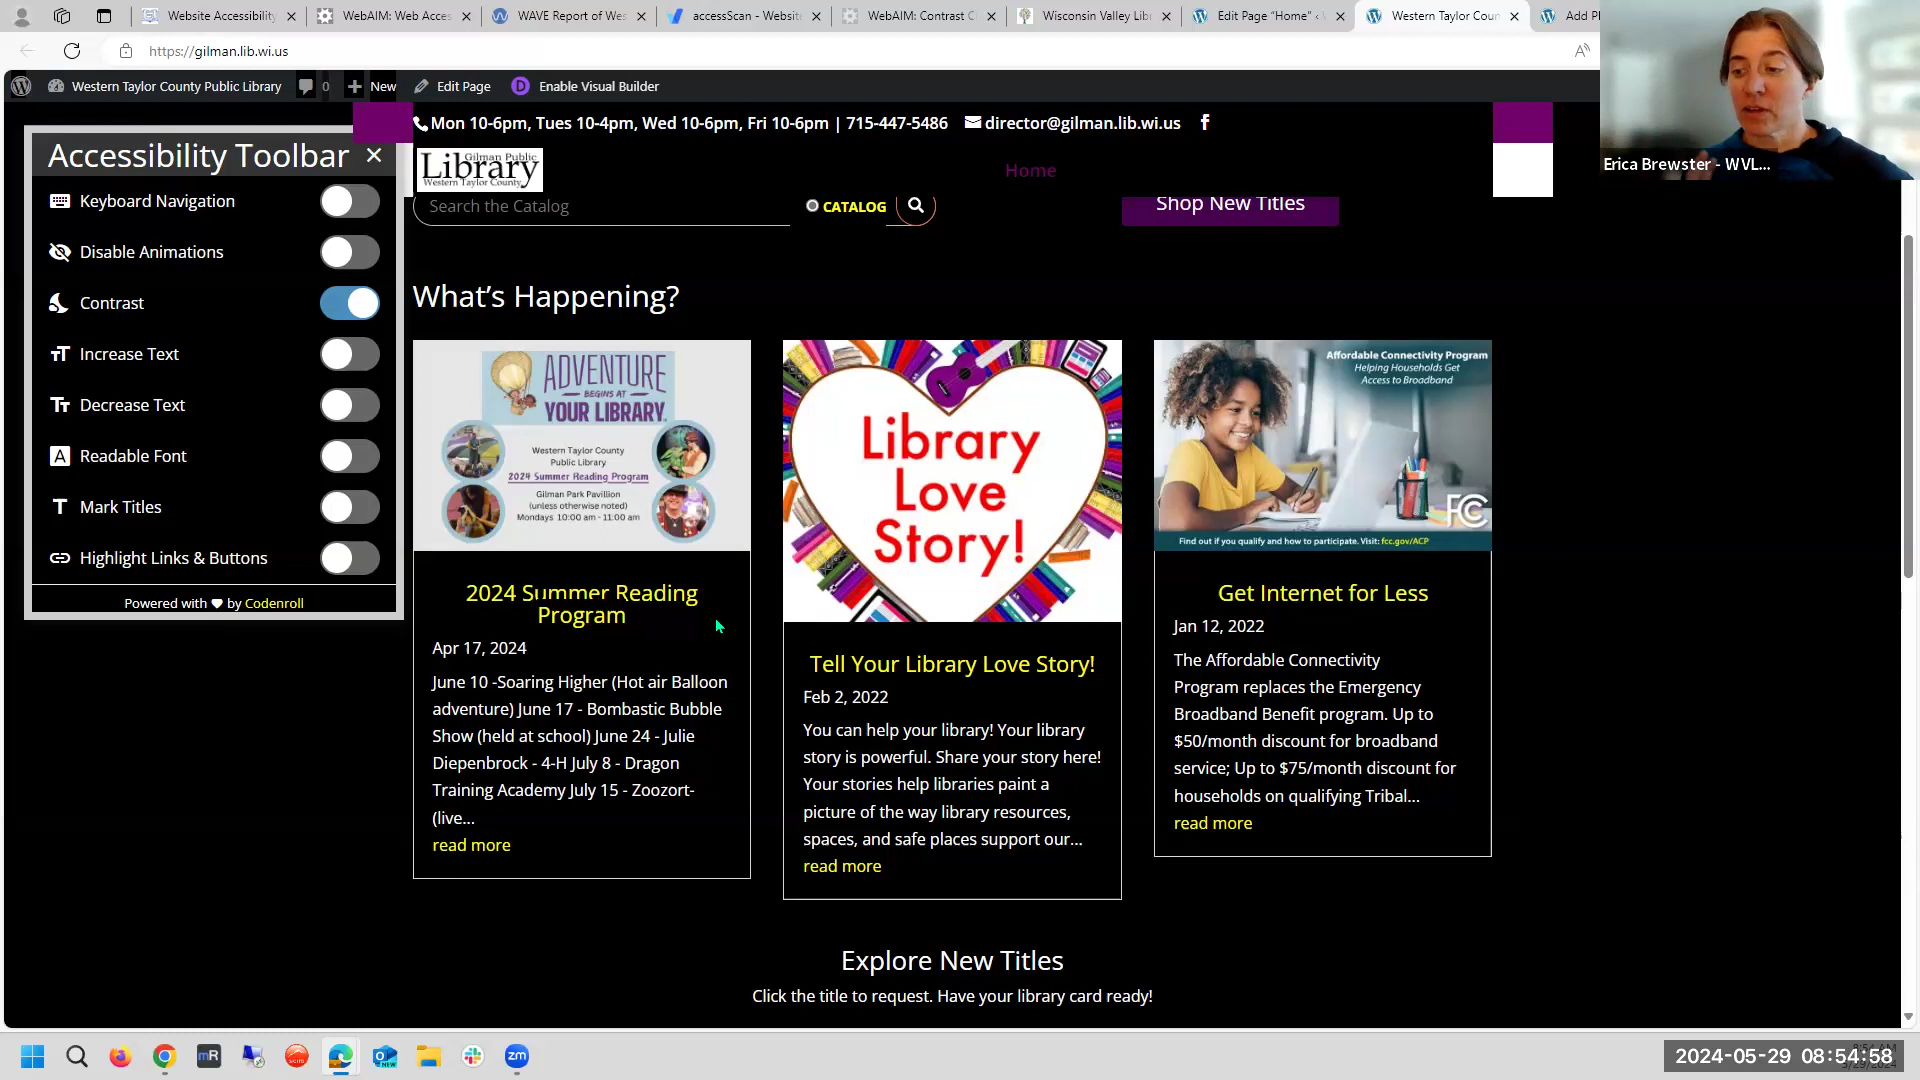 Website Accessibility
WebAIM: Web Acces
WAVE Report of Wes
accessScan - Website
WebAIM: Contrast C
Wisconsin Valley Lib
Edit Page "Home" ‹
Western Taylor Coun
Add Pl
https://gilman.lib.wi.us
Western Taylor County Public Library
0
New
Edit Page
D
Enable Visual Builder
Mon 10-6pm, Tues 10-4pm, Wed 10-6pm, Fri 10-6pm | 715-447-5486
director@gilman.lib.wi.us
Erica Brewster - WVL...
Accessibility Toolbar
Keyboard Navigation
Disable Animations
Contrast
Increase Text
Decrease Text
Readable Font
Mark Titles
Highlight Links & Buttons
Powered with by Codenroll
Gilman Public
Library
Western Taylor County
Home
Search the Catalog
CATALOG
Shop New Titles
What's Happening?
ADVENTURE
BEGINS AT
YOUR LIBRARY
Western Taylor County
Public Library
2024 Summer Reading Program
Gilman Park Pavillion
(unless otherwise noted)
Mondays 10:00 am - 11:00 am
2024 Summer Reading
Program
Apr 17, 2024
June 10 -Soaring Higher (Hot air Balloon
adventure) June 17 - Bombastic Bubble
Show (held at school) June 24 - Julie
Diepenbrock - 4-H July 8 - Dragon
Training Academy July 15 - Zoozort-
(live...
read more
Library
Love
Story!
Tell Your Library Love Story!
Feb 2, 2022
You can help your library! Your library
story is powerful. Share your story here!
Your stories help libraries paint a
picture of the way library resources,
spaces, and safe places support our...
read more
Affordable Connectivity Program
Helping Households Get
Access to Broadband
FCC
Find out if you qualify and how to participate. Visit: fcc.gov/ACP
Get Internet for Less
Jan 12, 2022
The Affordable Connectivity
Program replaces the Emergency
Broadband Benefit program. Up to
$50/month discount for broadband
service; Up to $75/month discount for
households on qualifying Tribal...
read more
Explore New Titles
Click the title to request. Have your library card ready!
mR
zm
2024-05-29 08:54:58